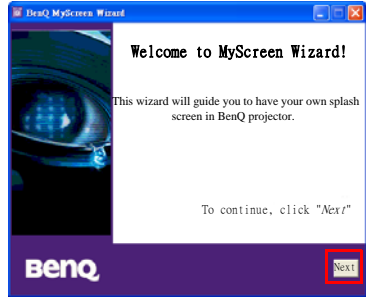 BenQ MyScreen Wizard
Welcome to MyScreen Wizard!
This wizard will guide you to have your own splash
screen in BenQ projector.
To continue, click "Next"
BenQ
Next